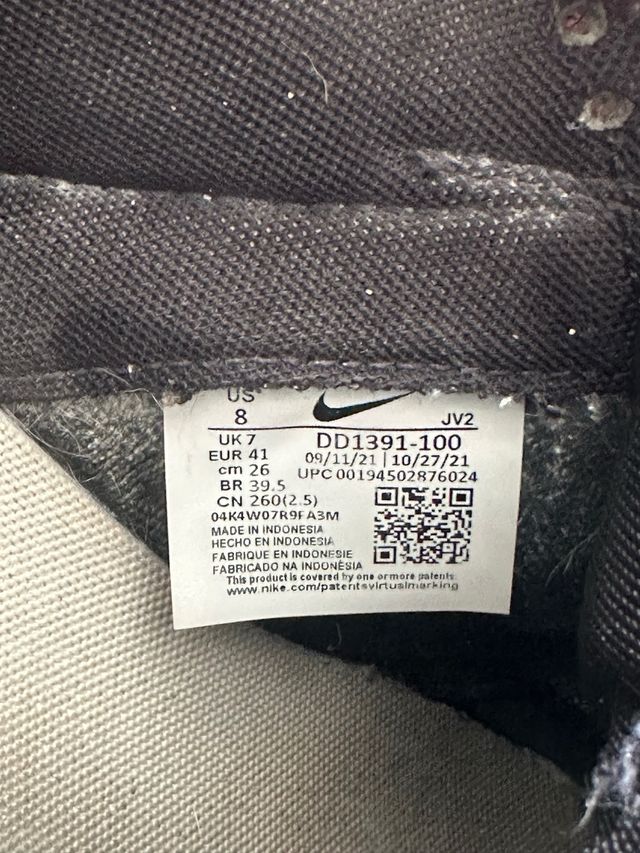 US
8
JV2
UK 7
DD1391-100
EUR 41
09/11/21 | 10/27/21
cm 26
UPC 00194502876024
BR 39.5
CN 260(2.5)
04K4W07R9FA3M
MADE IN INDONESIA
HECHO EN INDONESIA
FABRIQUE EN INDONESIE
FABRICADO NA INDONÉSIA
This product is covered by one or more patents.
www.nike.com/patentsvirtualmarking